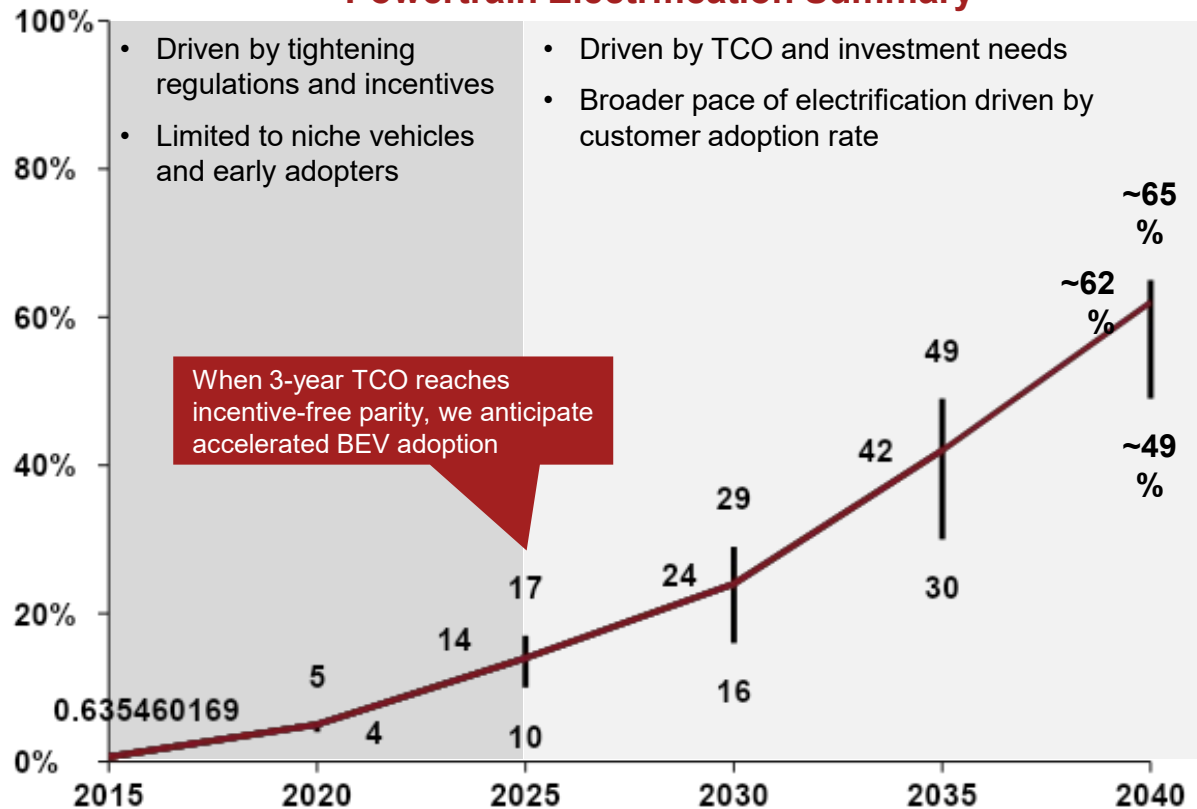 Powertrain Electrification Summary
100%
• Driven by tightening
regulations and incentives
• Limited to niche vehicles
and early adopters
• Driven by TCO and investment needs
• Broader pace of electrification driven by
customer adoption rate
80%
~65
%
~62
%
60%
49
When 3-year TCO reaches
incentive-free parity, we anticipate
accelerated BEV adoption
42
40%
~49
%
29
17
24
30
20%
14
5
16
0.635460169
4
10
0%
2015
2020
2025
2030
2035
2040